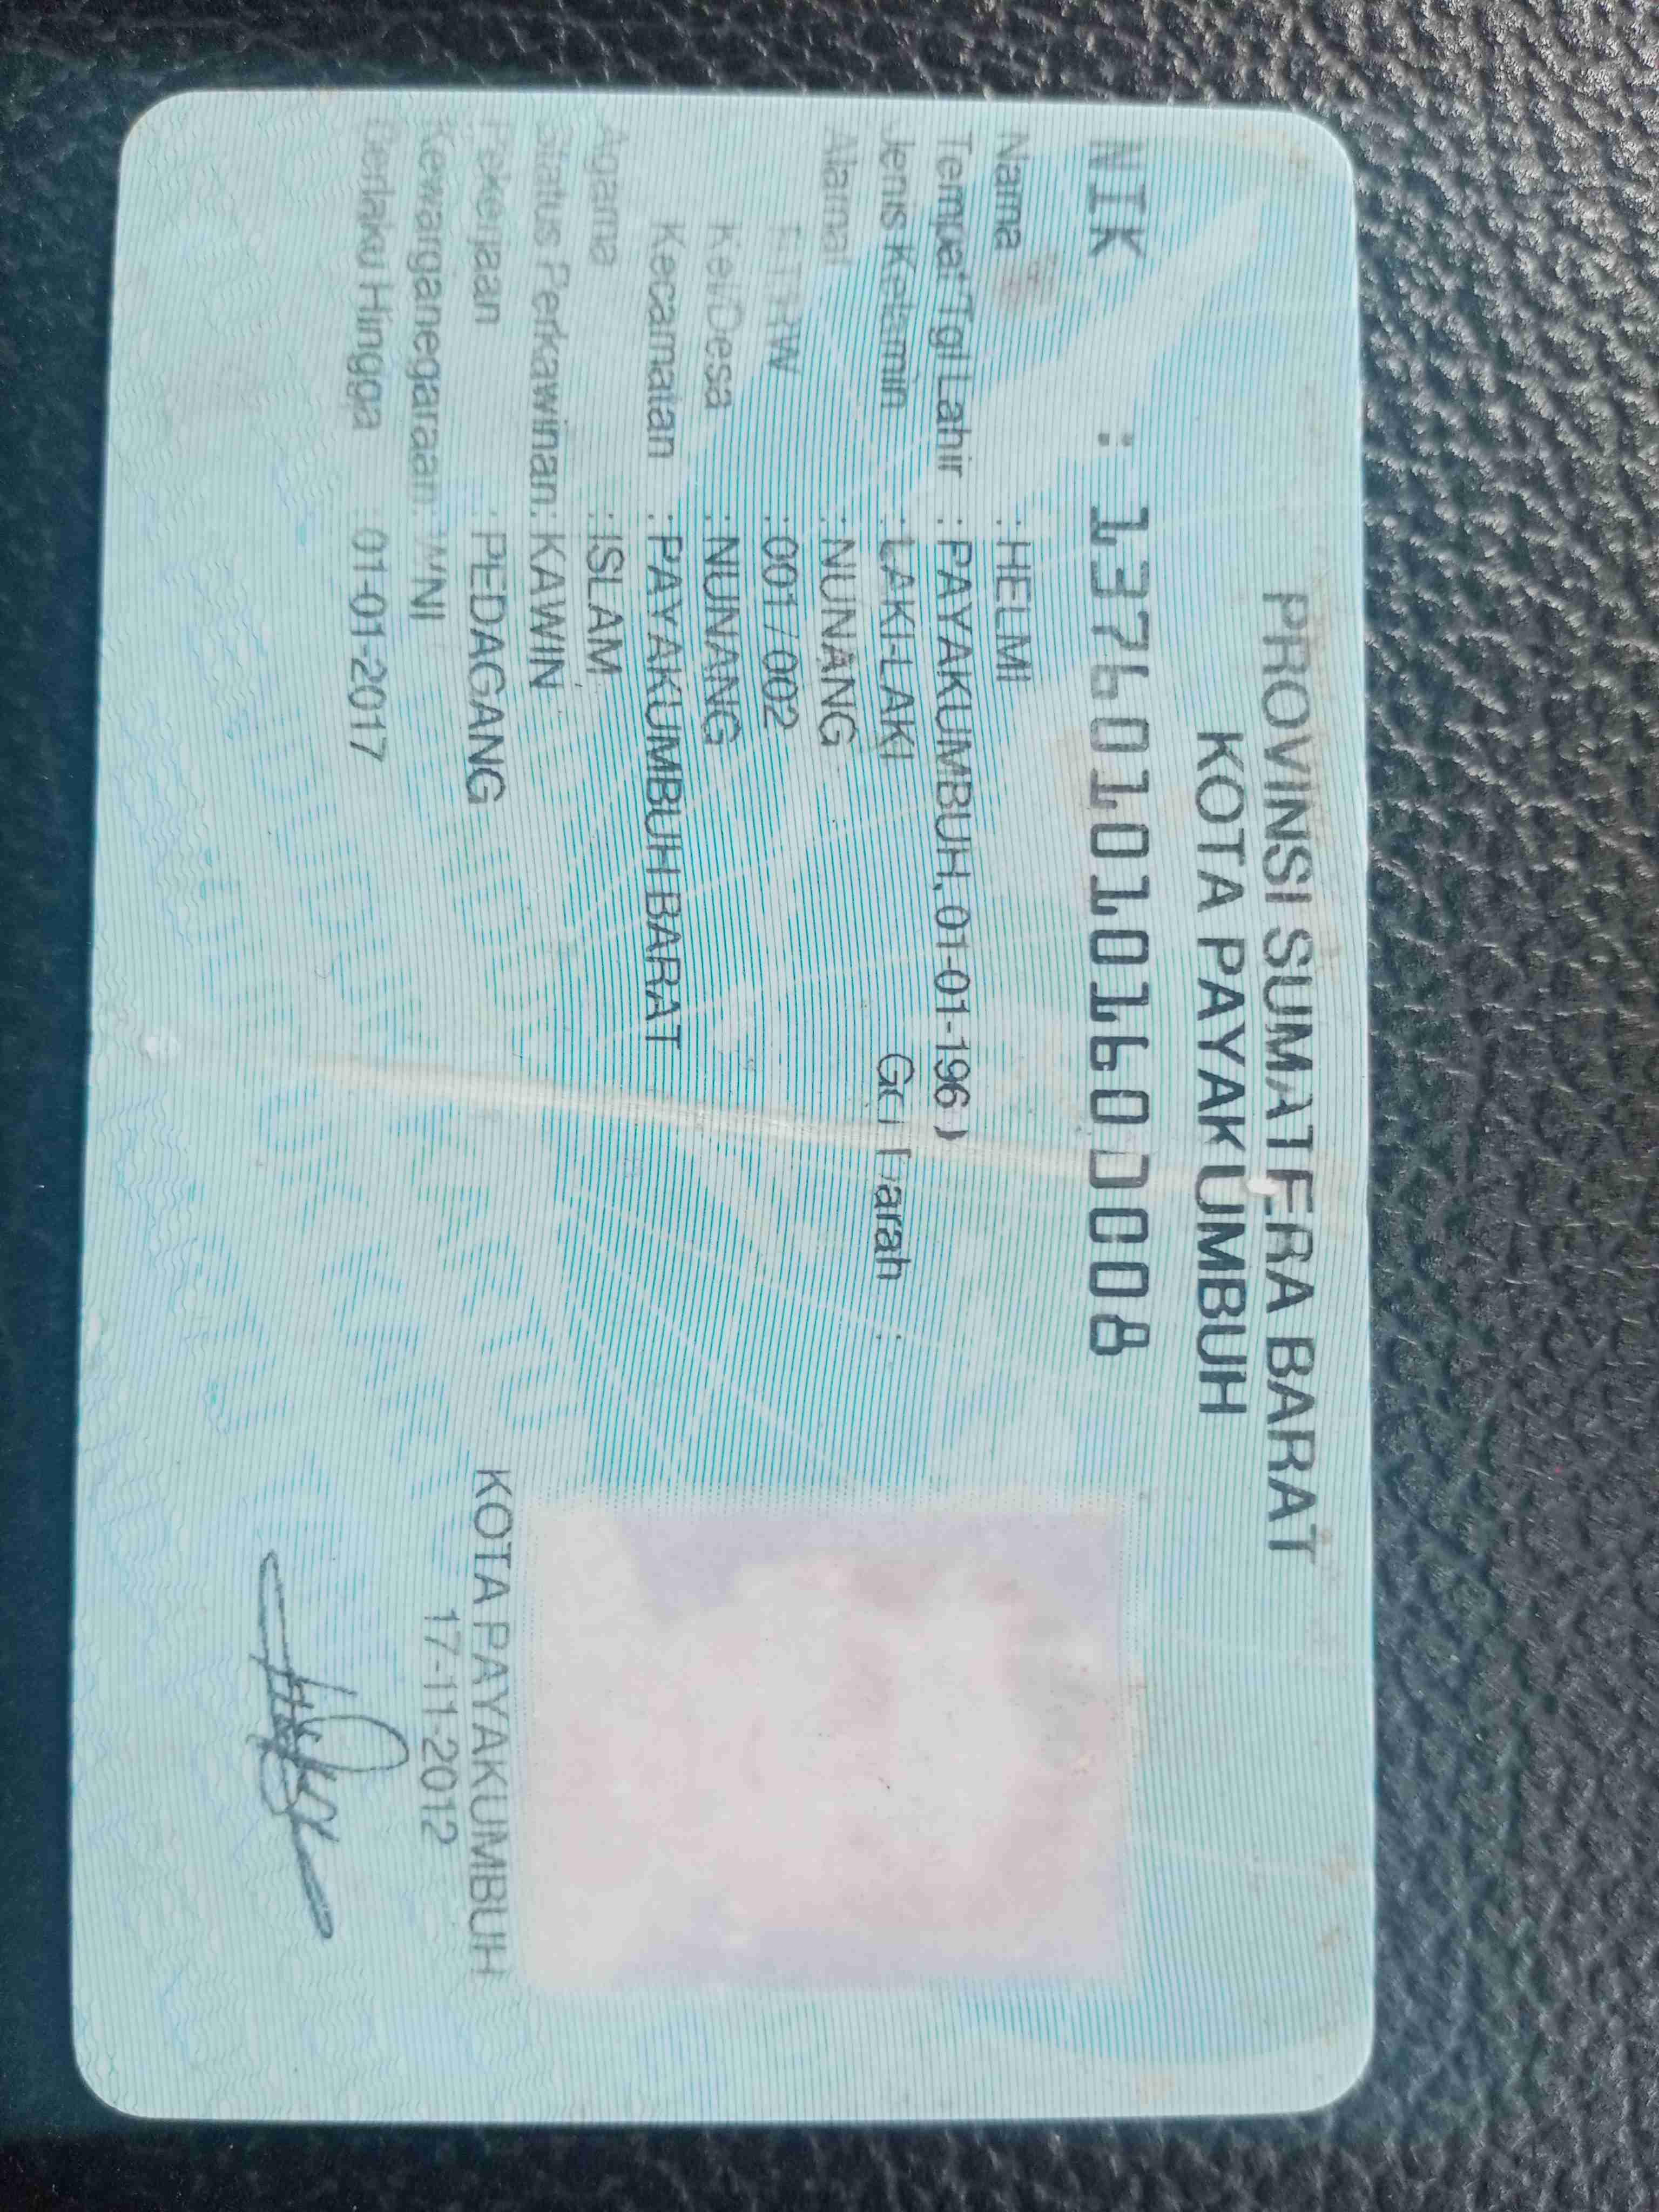 PROVINSI SUMATERA BARAT
KOTA PAYAKUMBUH
NIK : 1376010101600008
Nama : HELMI
Tempat/Tgl Lahir : PAYAKUMBUH, 01-01-1960
Jenis Kelamin : LAKI-LAKI Gol Darah :
Alamat : NUNANG
RT/RW : 001/002
Kel/Desa : NUNANG
Kecamatan : PAYAKUMBUH BARAT
Agama : ISLAM
Status Perkawinan: KAWIN
Pekerjaan : PEDAGANG
Kewarganegaraan: WNI
Berlaku Hingga : 01-01-2017
KOTA PAYAKUMBUH
17-11-2012